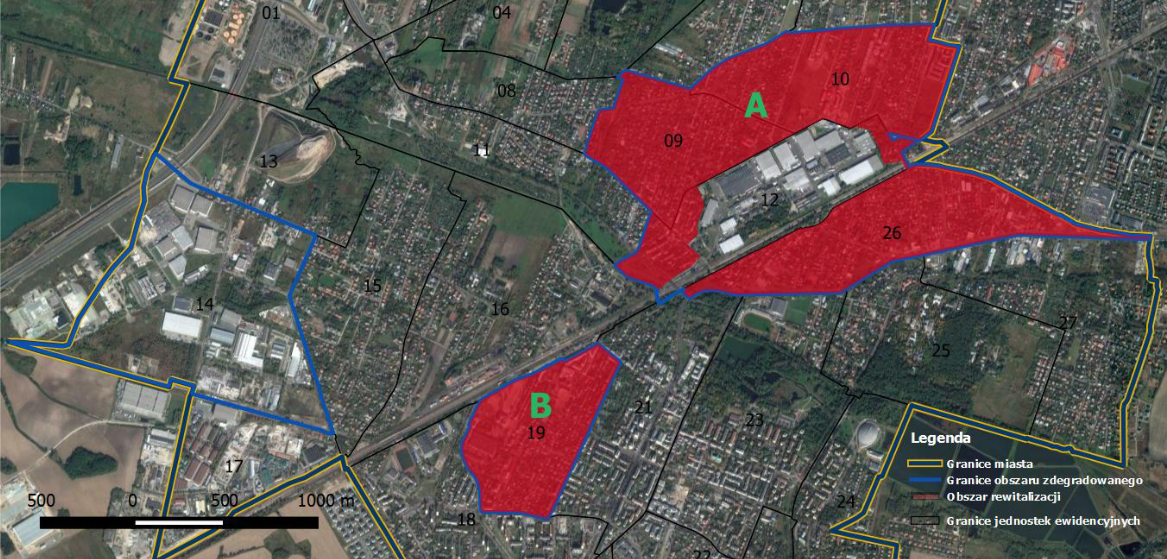 01
04
08
10
A
09
11
13
12
26
15
14
16
27
25
B
19
21
23
17
24
18
22
Legenda
Granice miasta
Granice obszaru zdegradowanego
Obszar rewitalizacji
Granice jednostek ewidencyjnych
500 0 500 1000 m